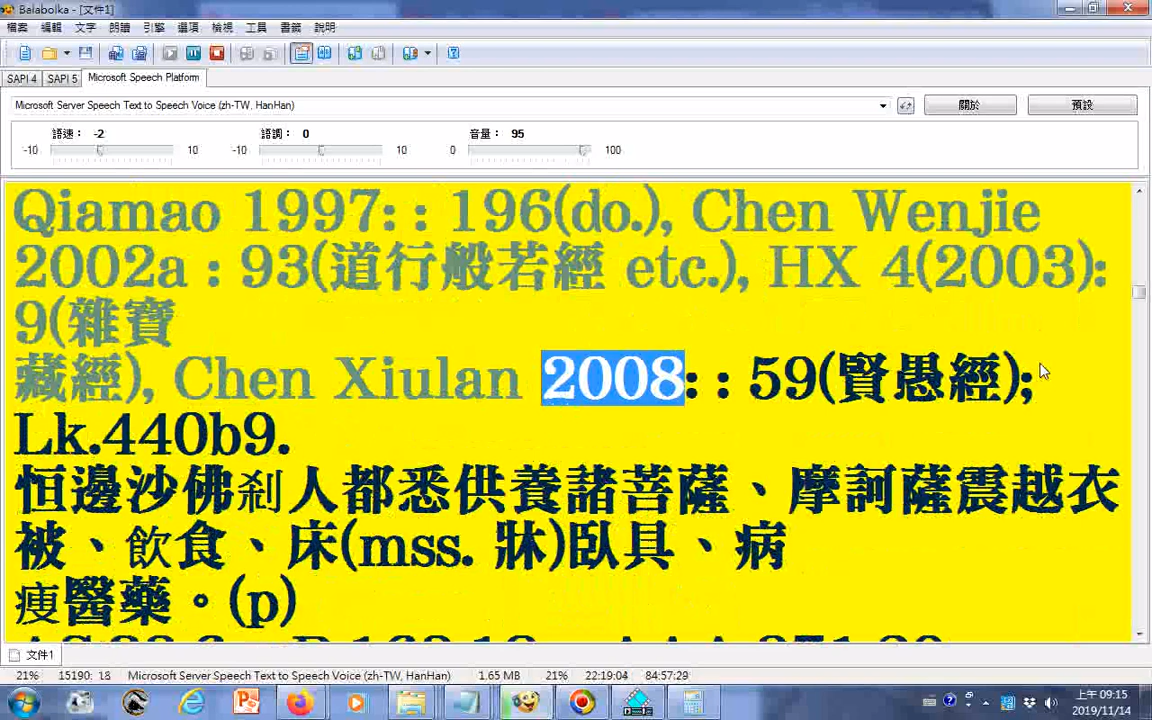 Balabolka - [文件1]
檔案 編輯 文字 朗讀 引擎 選項 檢視 工具 書籤 說明
SAPI 4 SAPI 5 Microsoft Speech Platform
Microsoft Server Speech Text to Speech Voice (zh-TW, HanHan) 關於 預設
語速： -2 語調： 0 音量： 95
-10 10 -10 10 0 100
Qiamao 1997: : 196(do.), Chen Wenjie
2002a : 93(道行般若經 etc.), HX 4(2003):
9(雜寶
藏經), Chen Xiulan 2008: : 59(賢愚經);
Lk.440b9.
恒邊沙佛剎人都悉供養諸菩薩、摩訶薩震越衣
被、飲食、床(mss. 牀)臥具、病
瘦醫藥。(p)
文件1
21% 15190: 18 Microsoft Server Speech Text to Speech Voice (zh-TW, HanHan) 1.65 MB 21% 22:19:04 84:57:29
上午 09:15
2019/11/14